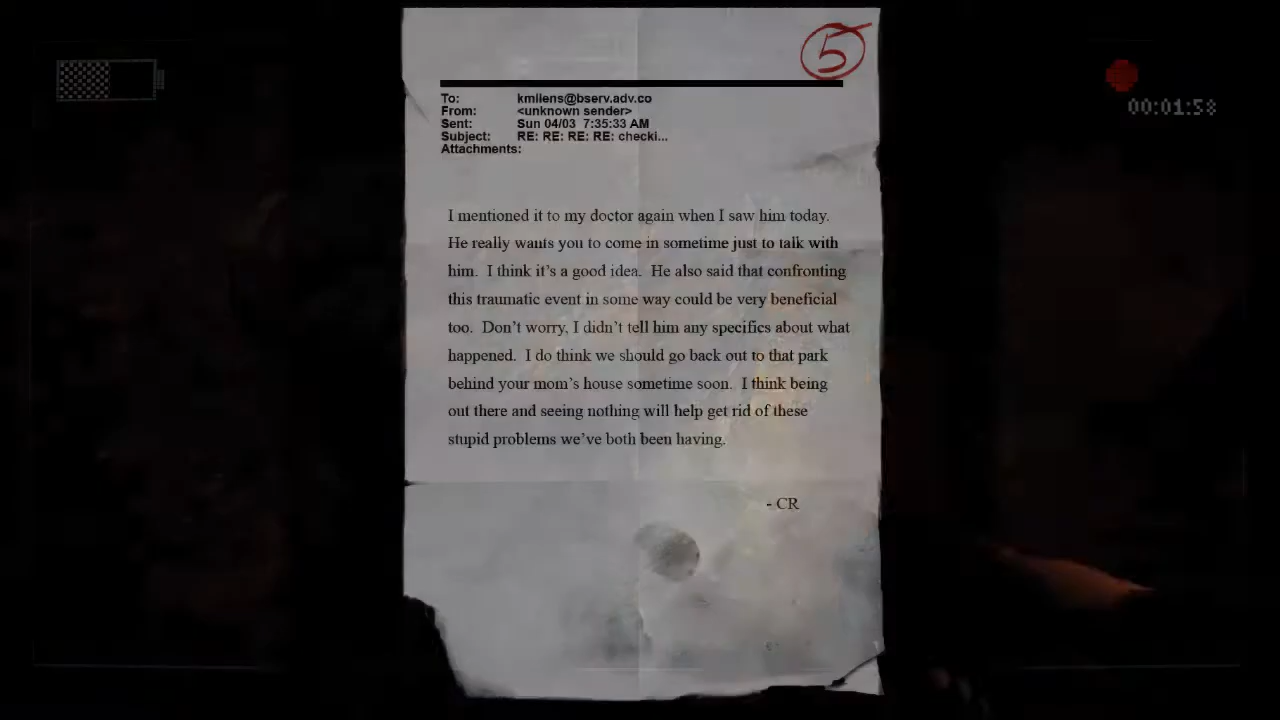 5
00:01:58
To: kmilens@bserv.adv.co
From: <unknown sender>
Sent: Sun 04/03 7:35:33 AM
Subject: RE: RE: RE: RE: checki...
Attachments:
I mentioned it to my doctor again when I saw him today.
He really wants you to come in sometime just to talk with
him. I think it's a good idea. He also said that confronting
this traumatic event in some way could be very beneficial
too. Don't worry, I didn't tell him any specifics about what
happened. I do think we should go back out to that park
behind your mom's house sometime soon. I think being
out there and seeing nothing will help get rid of these
stupid problems we've both been having.
- CR